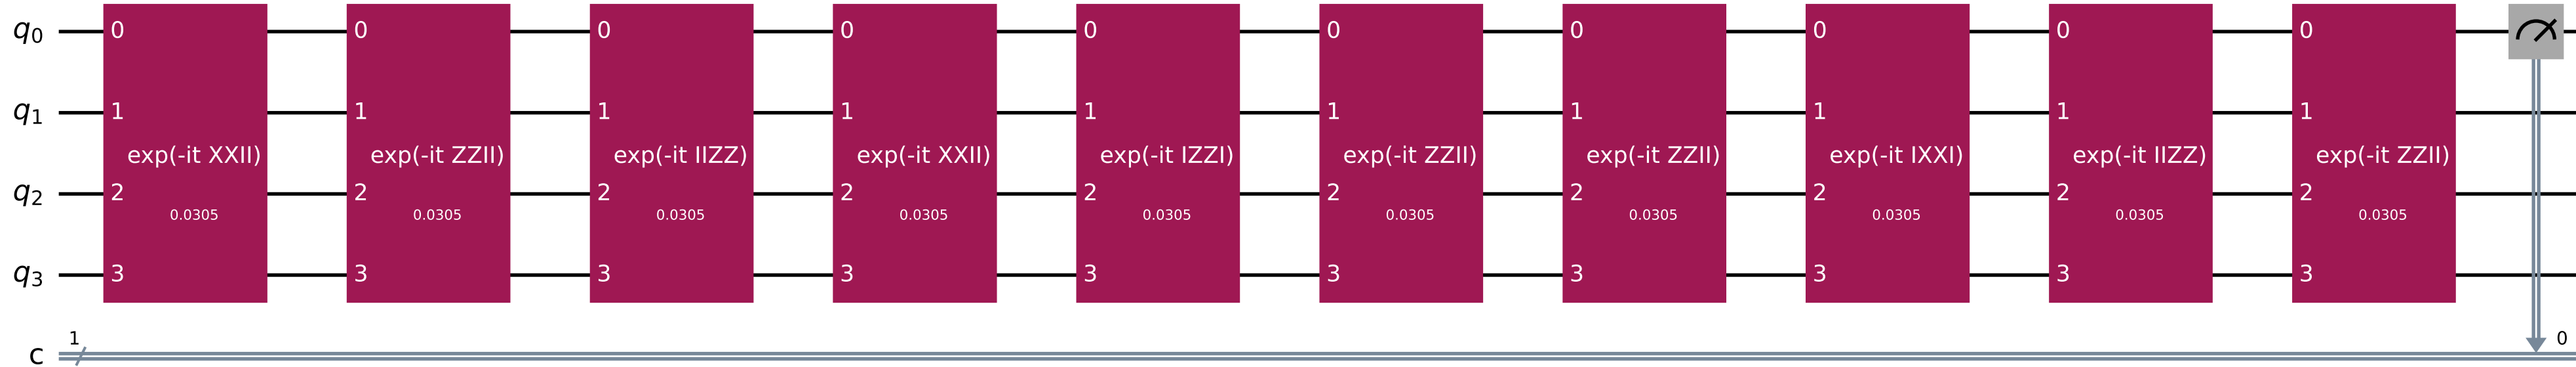 q0 0 0 0 0 0 0 0 0 0 0
q1 1 1 1 1 1 1 1 1 1 1
exp(-it XXII) exp(-it ZZII) exp(-it IIZZ) exp(-it XXII) exp(-it IZZI) exp(-it ZZII) exp(-it ZZII) exp(-it IXXI) exp(-it IIZZ) exp(-it ZZII)
q2 2 2 2 2 2 2 2 2 2 2
0.0305 0.0305 0.0305 0.0305 0.0305 0.0305 0.0305 0.0305 0.0305 0.0305
q3 3 3 3 3 3 3 3 3 3 3
1 0
c